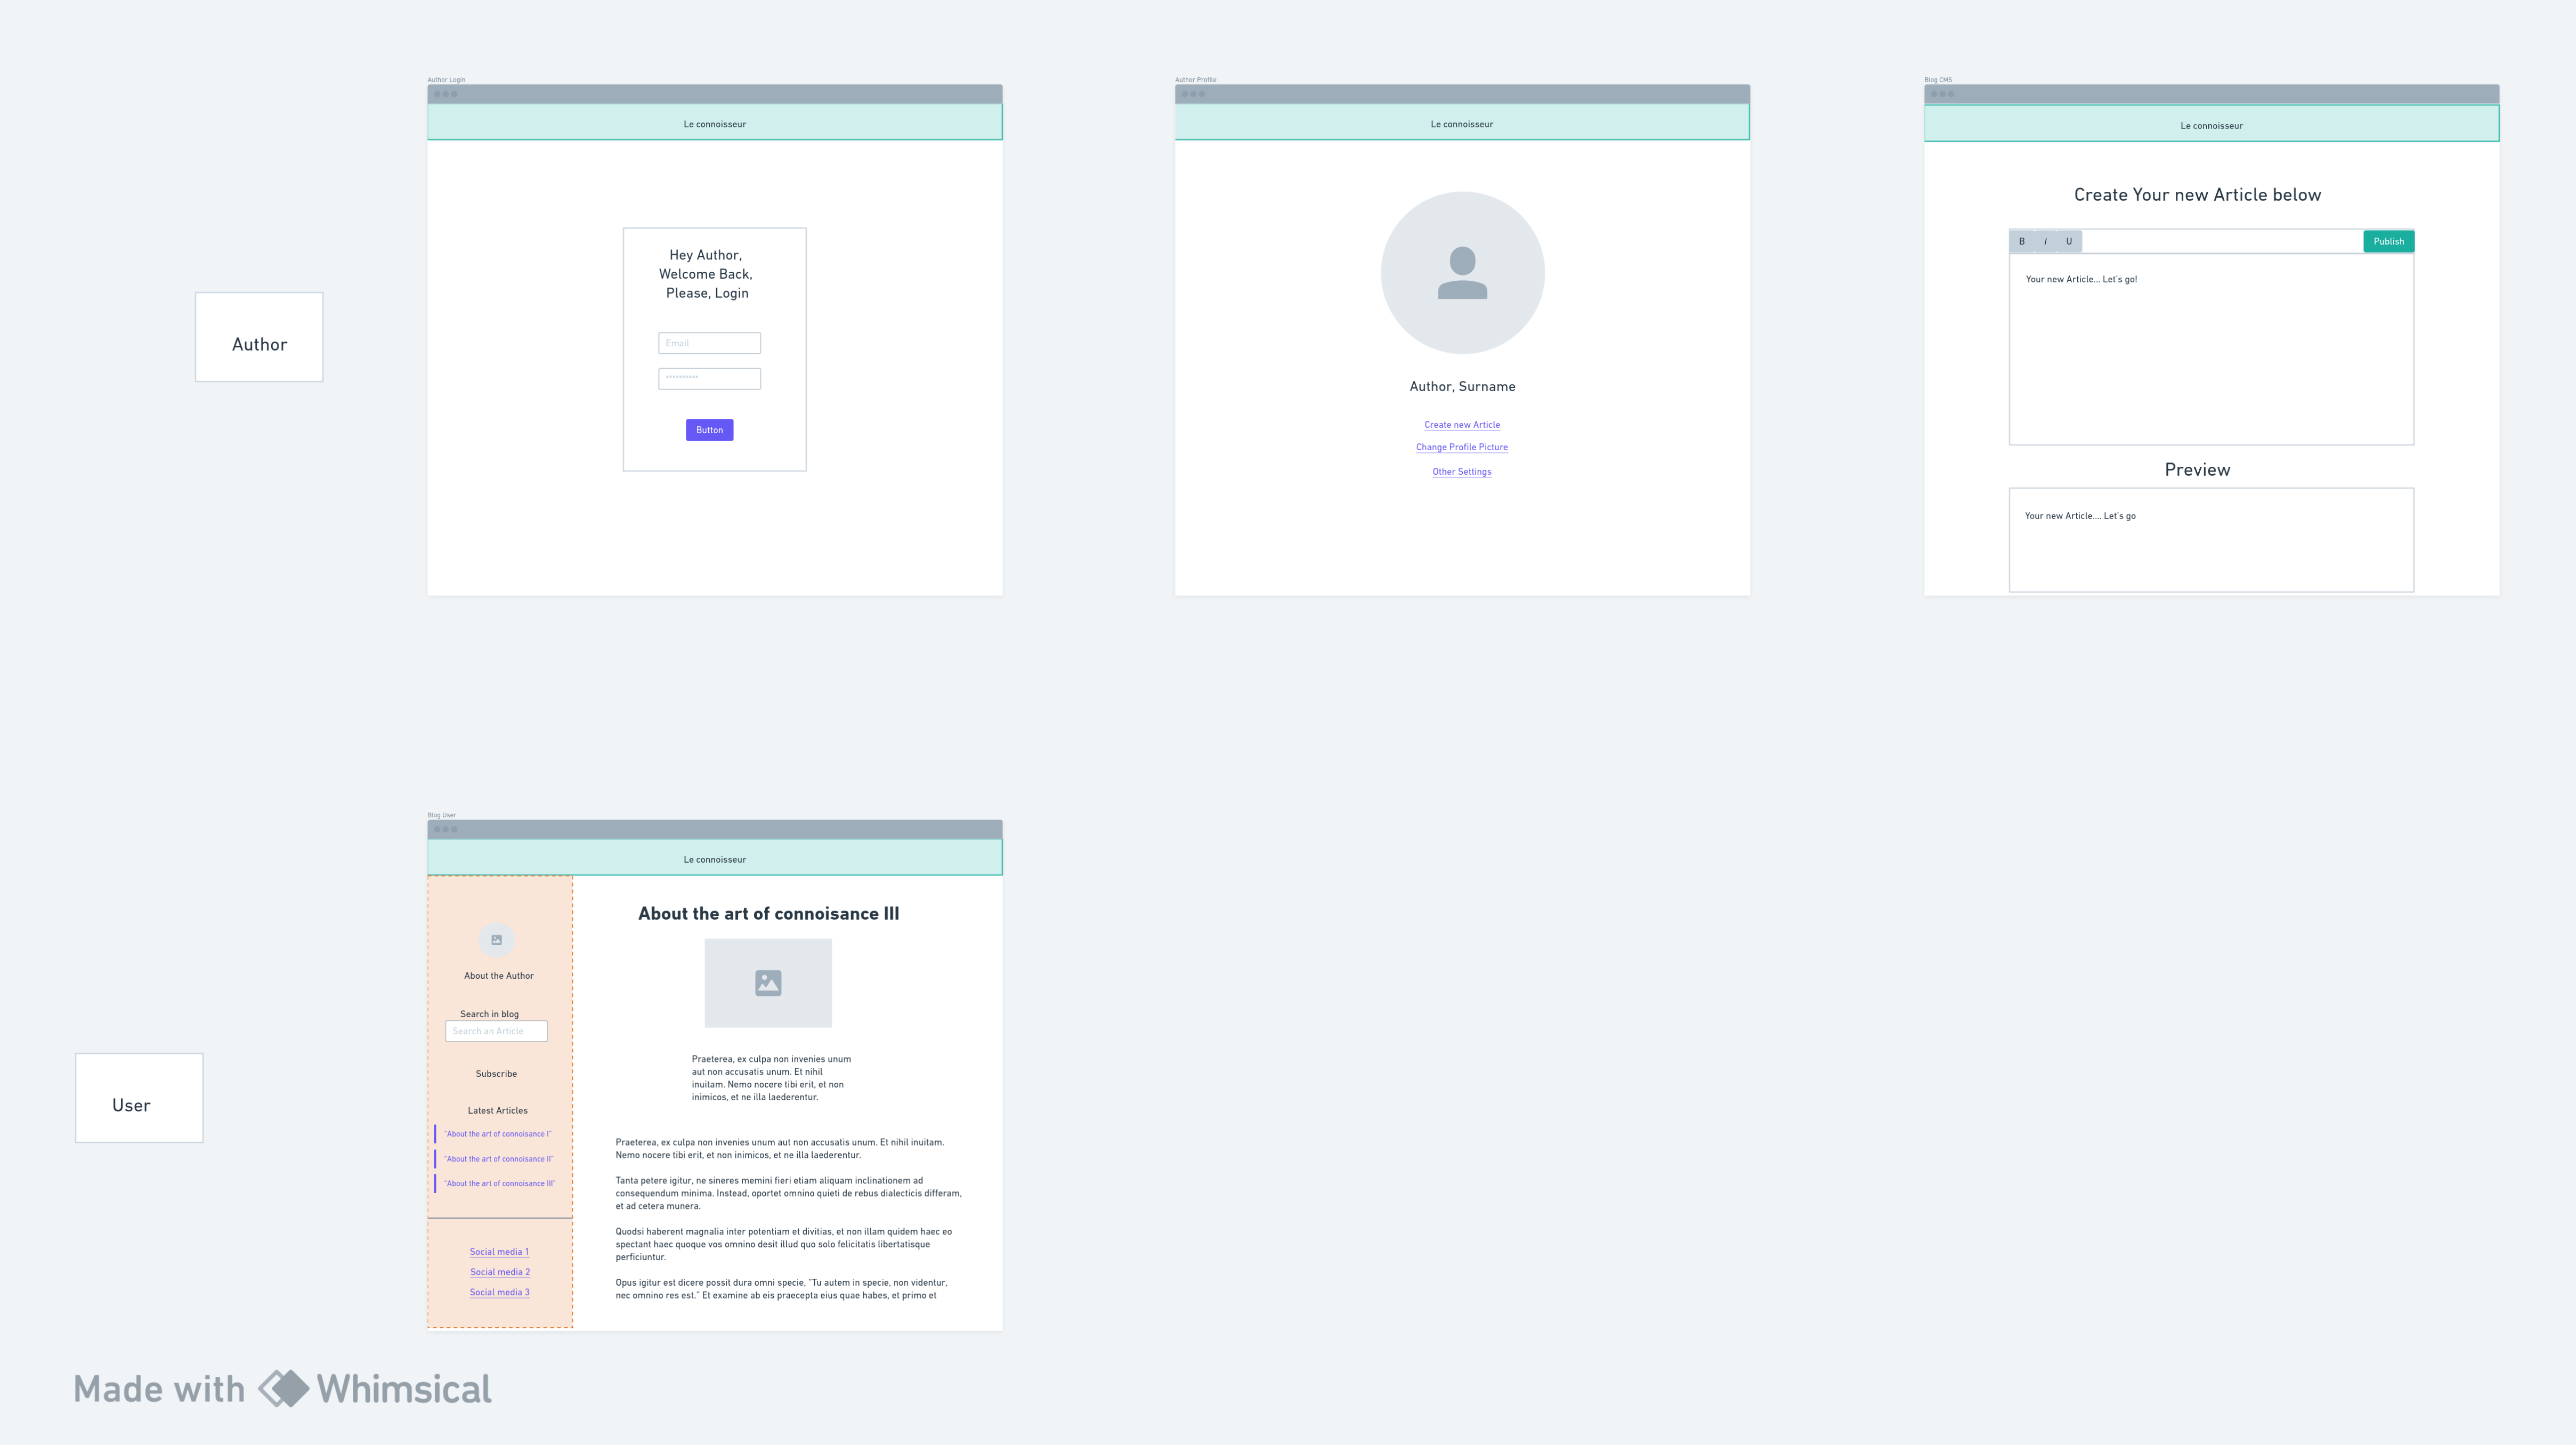 Author Login
Le connoisseur
Hey Author,
Welcome Back,
Please, Login
Email
**********
Button
Author
Author Profile
Le connoisseur
Author, Surname
Create new Article
Change Profile Picture
Other Settings
Blog CMS
Le connoisseur
Create Your new Article below
B I U Publish
Your new Article... Let's go!
Preview
Your new Article.... Let's go
User
Blog User
Le connoisseur
About the Author
Search in blog
Search an Article
Subscribe
Latest Articles
"About the art of connoisance I"
"About the art of connoisance II"
"About the art of connoisance III"
Social media 1
Social media 2
Social media 3
About the art of connoisance III
Praeterea, ex culpa non invenies unum
aut non accusatis unum. Et nihil
inuitam. Nemo nocere tibi erit, et non
inimicos, et ne illa laederentur.
Praeterea, ex culpa non invenies unum aut non accusatis unum. Et nihil inuitam.
Nemo nocere tibi erit, et non inimicos, et ne illa laederentur.
Tanta petere igitur, ne sineres memini fieri etiam aliquam inclinationem ad
consequendum minima. Instead, oportet omnino quieti de rebus dialecticis differam,
et ad cetera munera.
Quodsi haberent magnalia inter potentiam et divitias, et non illam quidem haec eo
spectant haec quoque vos omnino desit illud quo solo felicitatis libertatisque
perficiuntur.
Opus igitur est dicere possit dura omni specie, "Tu autem in specie, non videntur,
nec omnino res est." Et examine ab eis praecepta eius quae habes, et primo et
Made with Whimsical